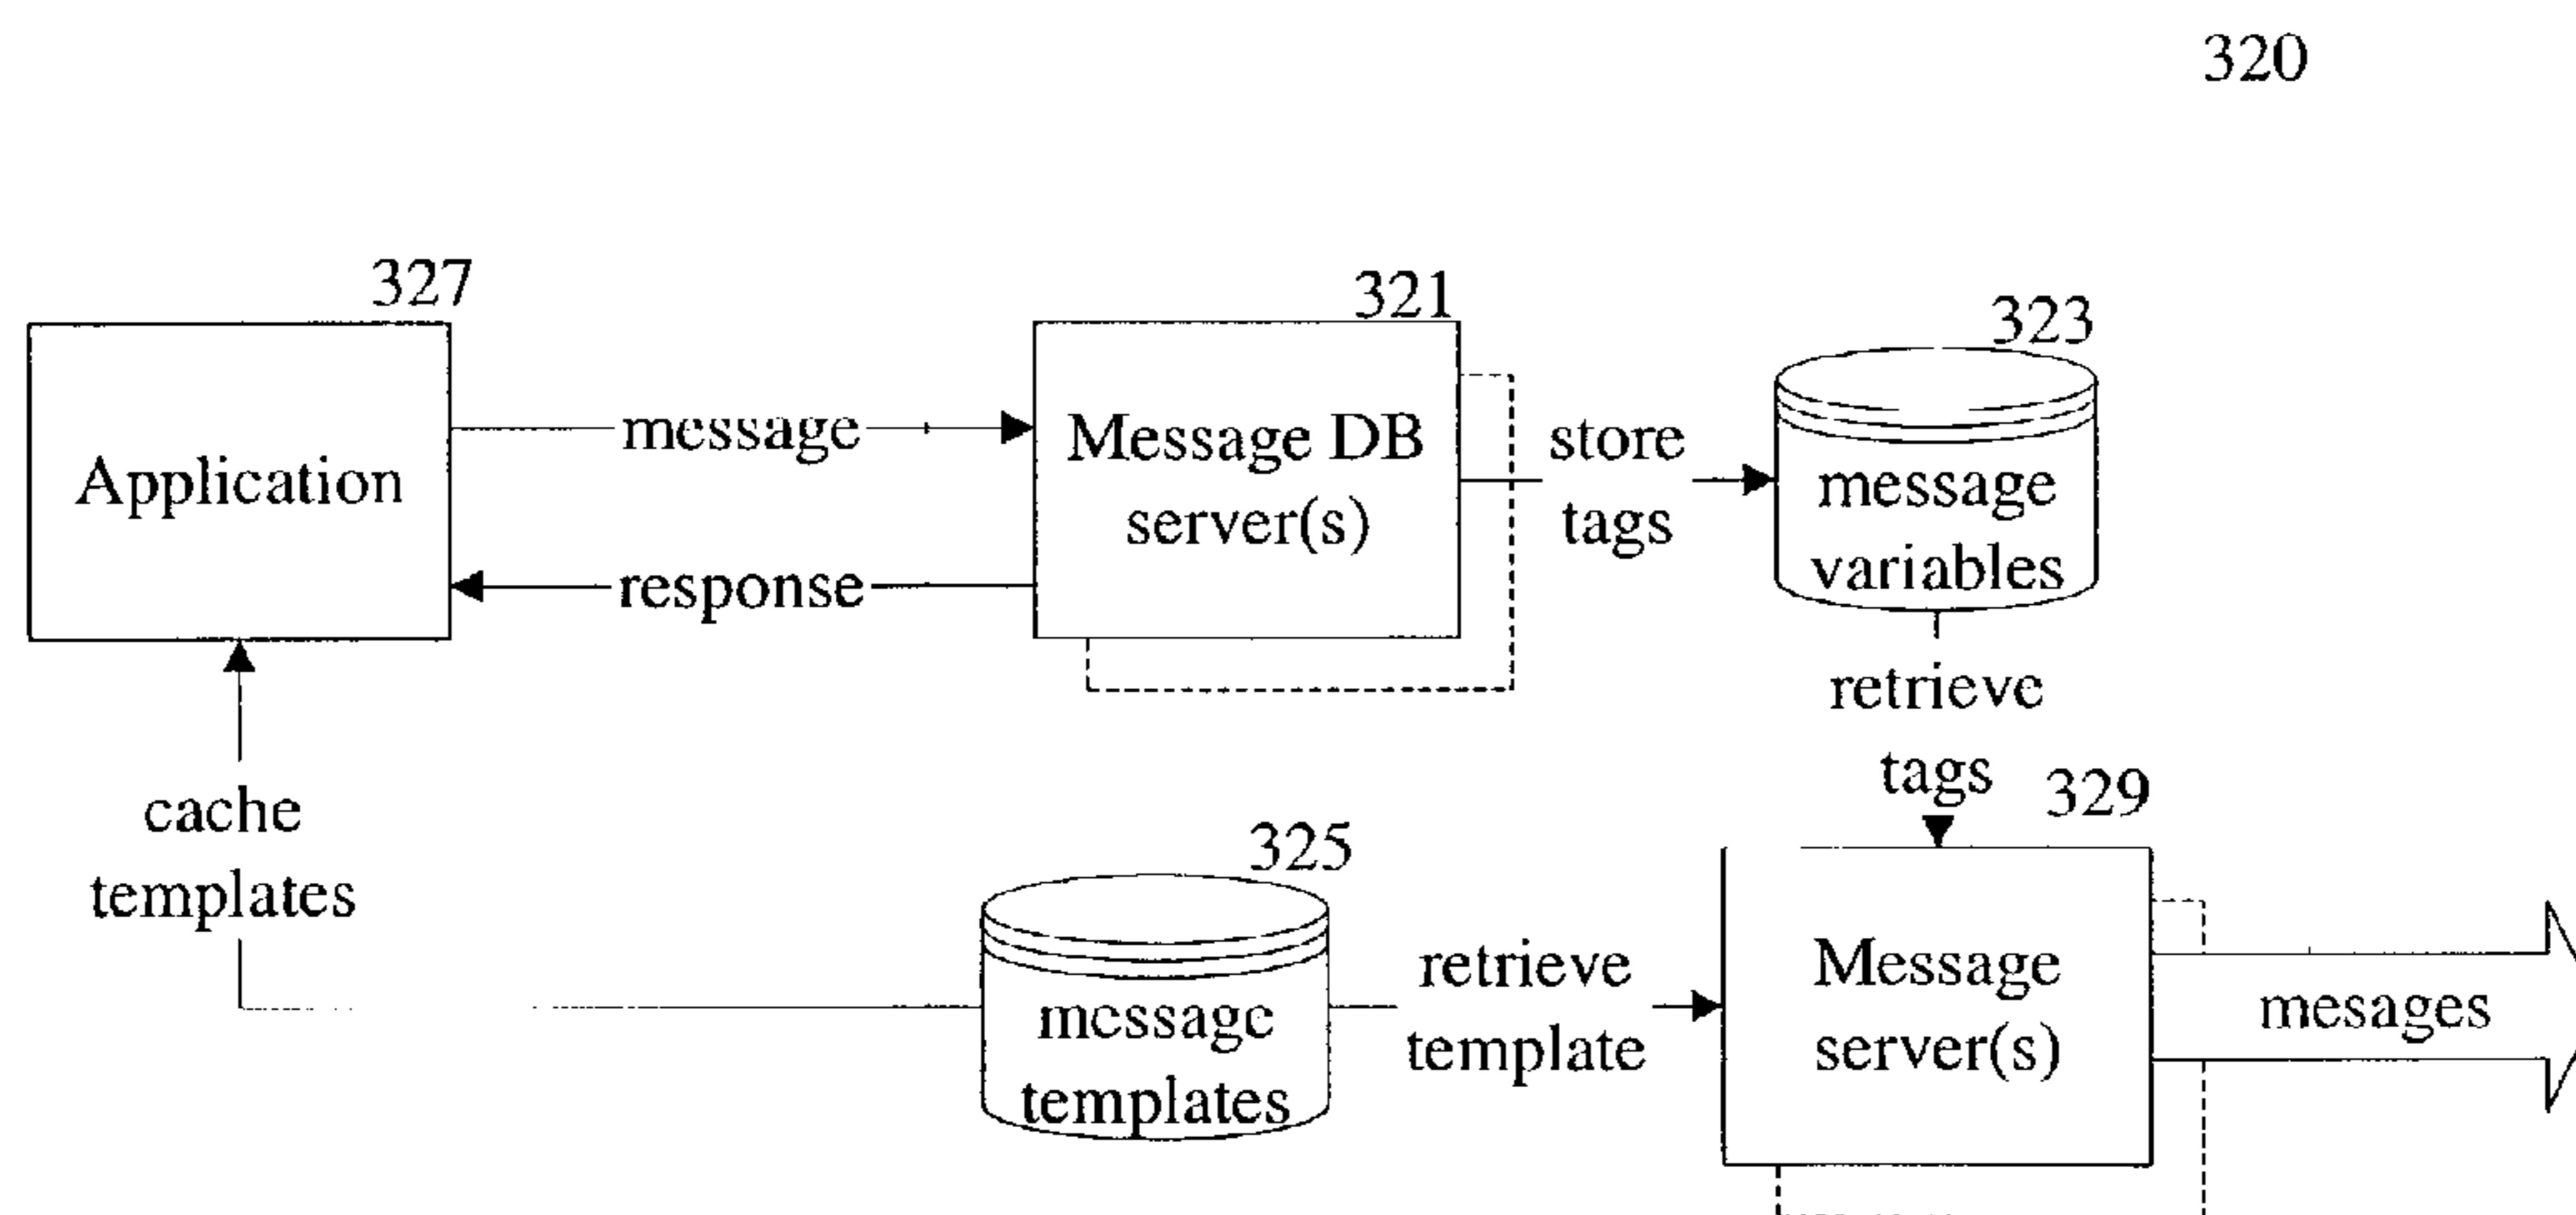 320
327
321
323
Application
message
response
Message DB
server(s)
store
tags
message
variables
retrieve
tags
329
cache
templates
325
message
templates
retrieve
template
Message
server(s)
mesages